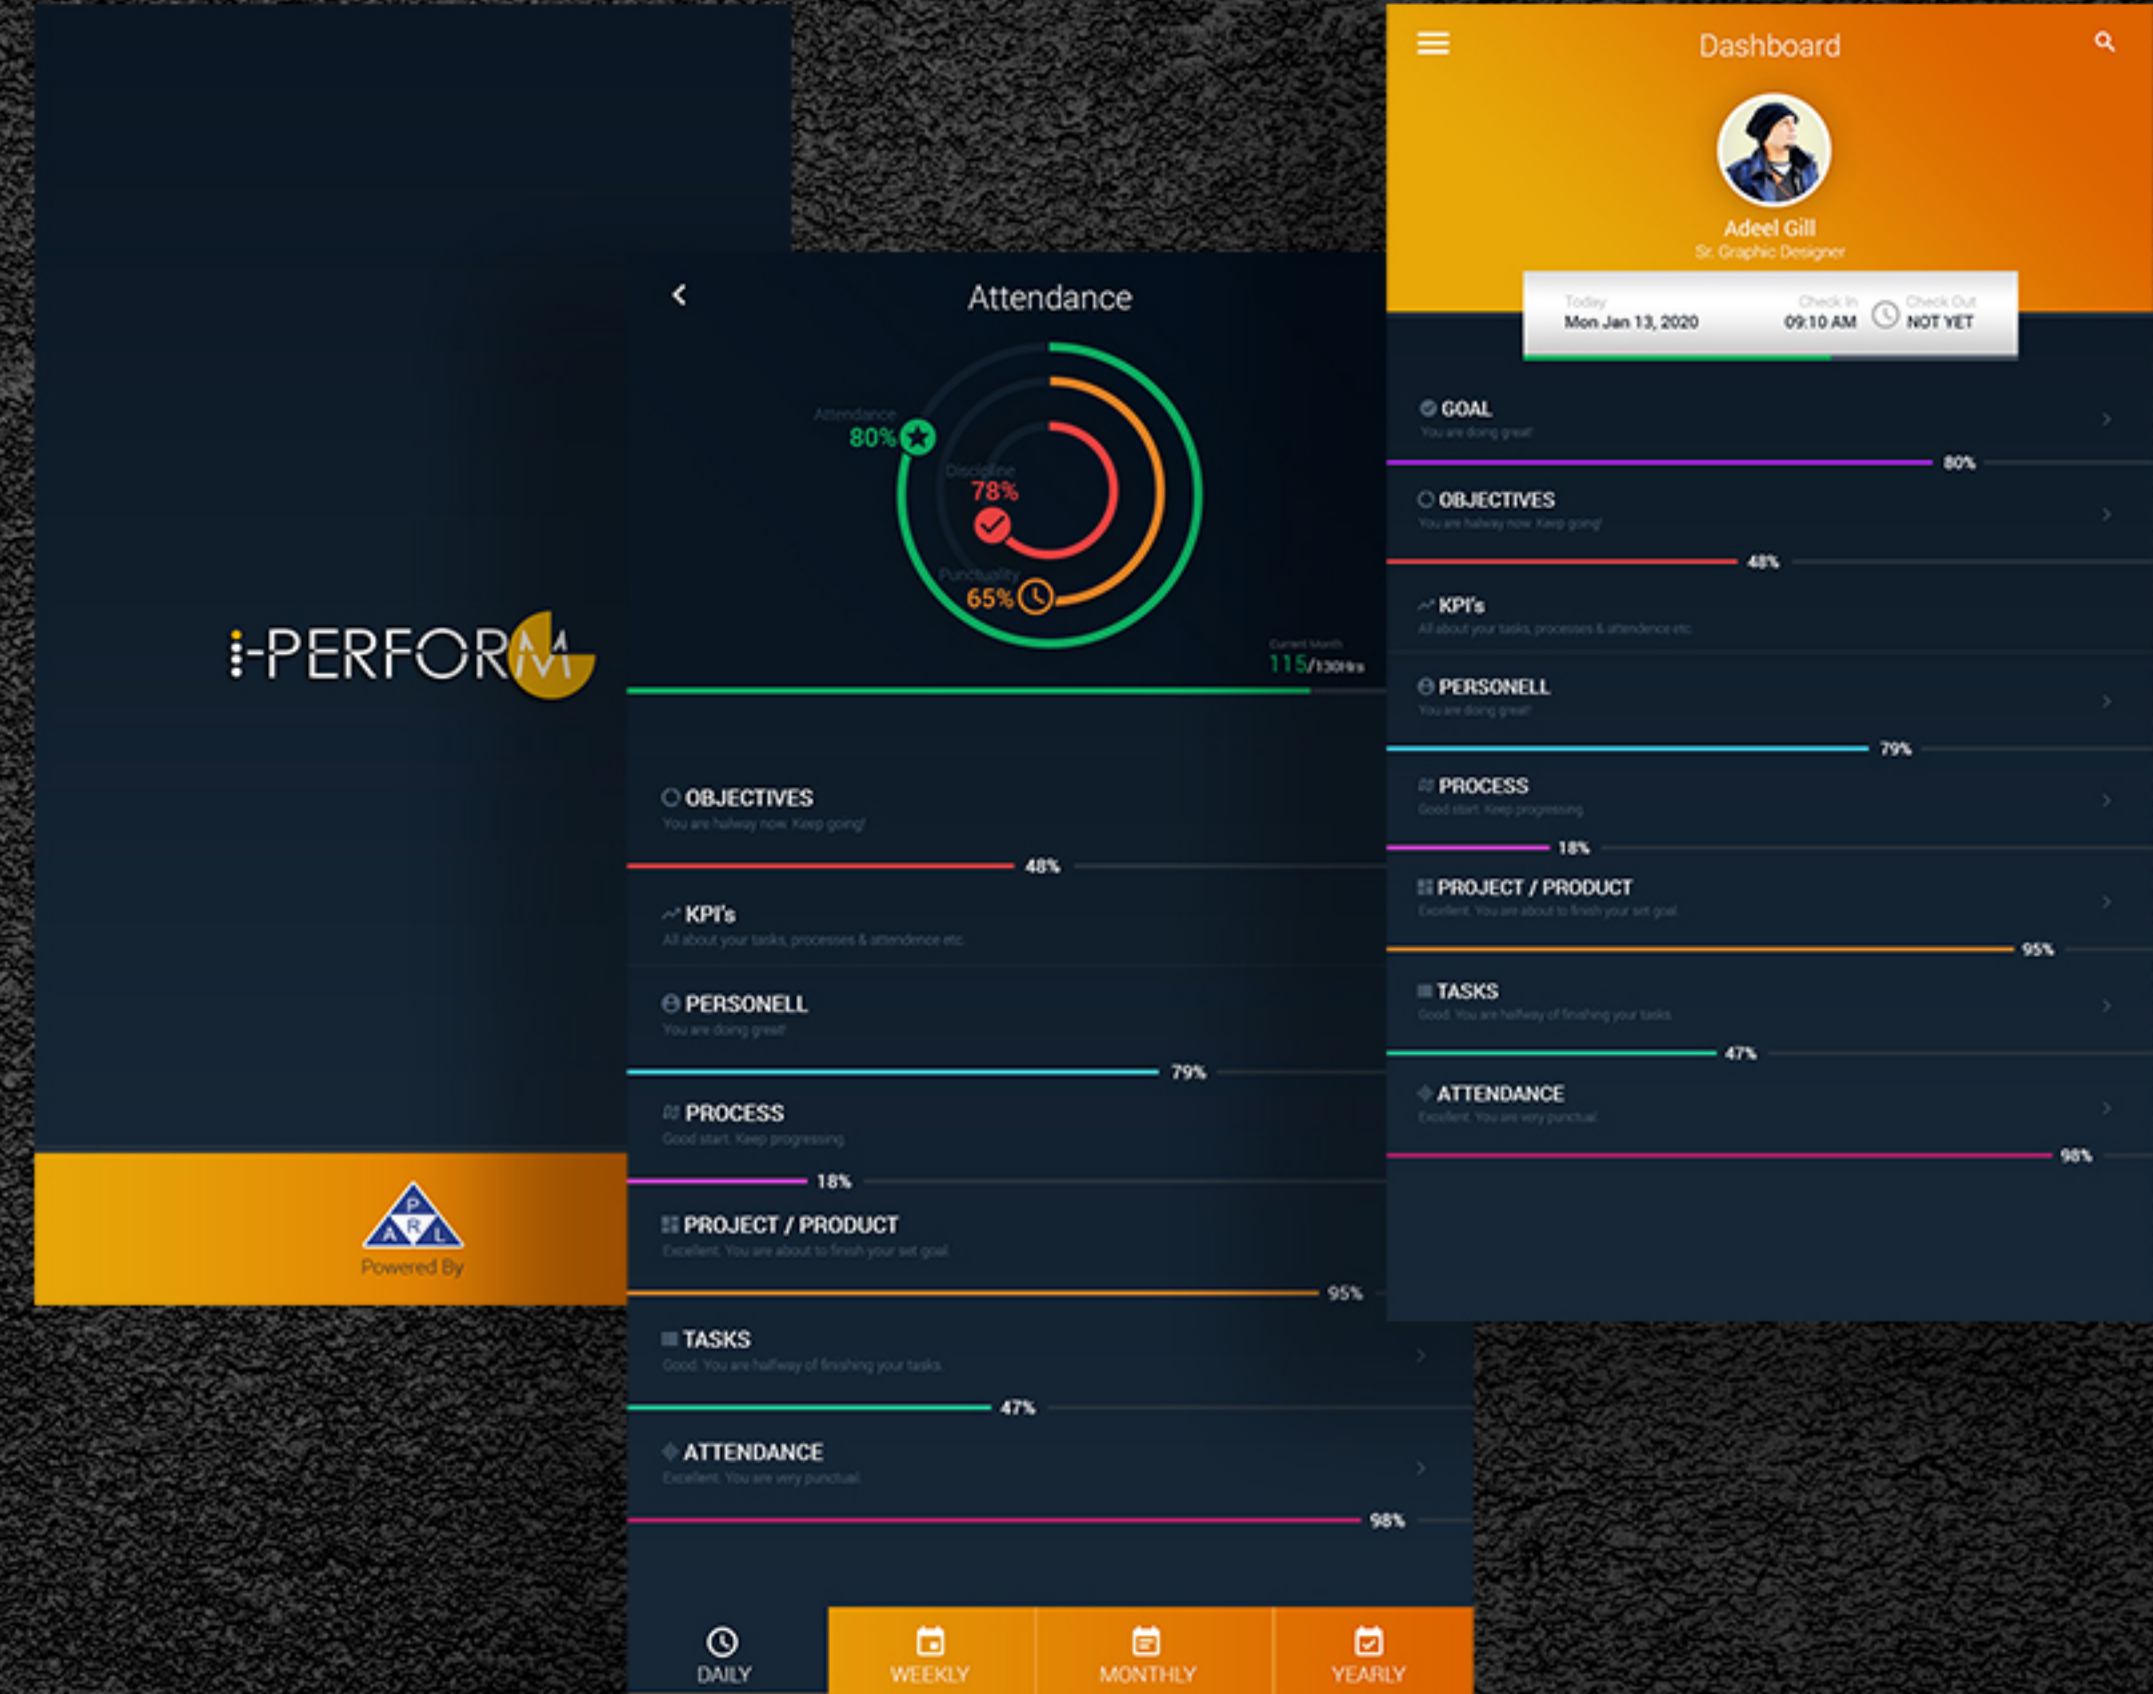 i-PERFORM
P
A R L
Powered By
Attendance
Attendance
80%
Discipline
78%
Punctuality
65%
Current Month
115/130Hrs
OBJECTIVES
You are halway now. Keep going!
48%
KPI's
All about your tasks, processes & attendence etc.
PERSONELL
You are doing great!
79%
PROCESS
Good start. Keep progressing.
18%
PROJECT / PRODUCT
Excellent. You are about to finish your set goal.
95%
TASKS
Good. You are halfway of finishing your tasks.
47%
ATTENDANCE
Excellent. You are very punctual.
98%
DAILY WEEKLY MONTHLY YEARLY
Dashboard
Adeel Gill
Sr. Graphic Designer
Today Check In Check Out
Mon Jan 13, 2020 09:10 AM NOT YET
GOAL
You are doing great!
80%
OBJECTIVES
You are halway now. Keep going!
48%
KPI's
All about your tasks, processes & attendence etc.
PERSONELL
You are doing great!
79%
PROCESS
Good start. Keep progressing.
18%
PROJECT / PRODUCT
Excellent. You are about to finish your set goal.
95%
TASKS
Good. You are halfway of finishing your tasks.
47%
ATTENDANCE
Excellent. You are very punctual.
98%